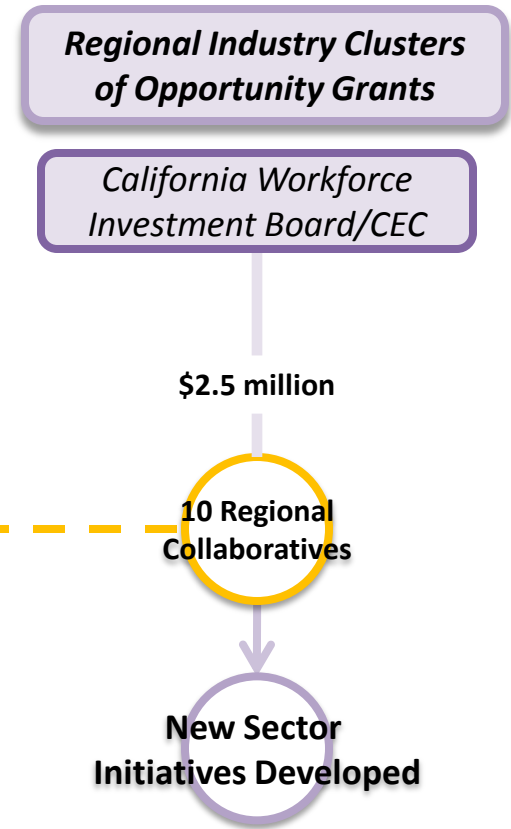 Regional Industry Clusters
of Opportunity Grants
California Workforce
Investment Board/CEC
$2.5 million
10 Regional
Collaboratives
New Sector
Initiatives Developed